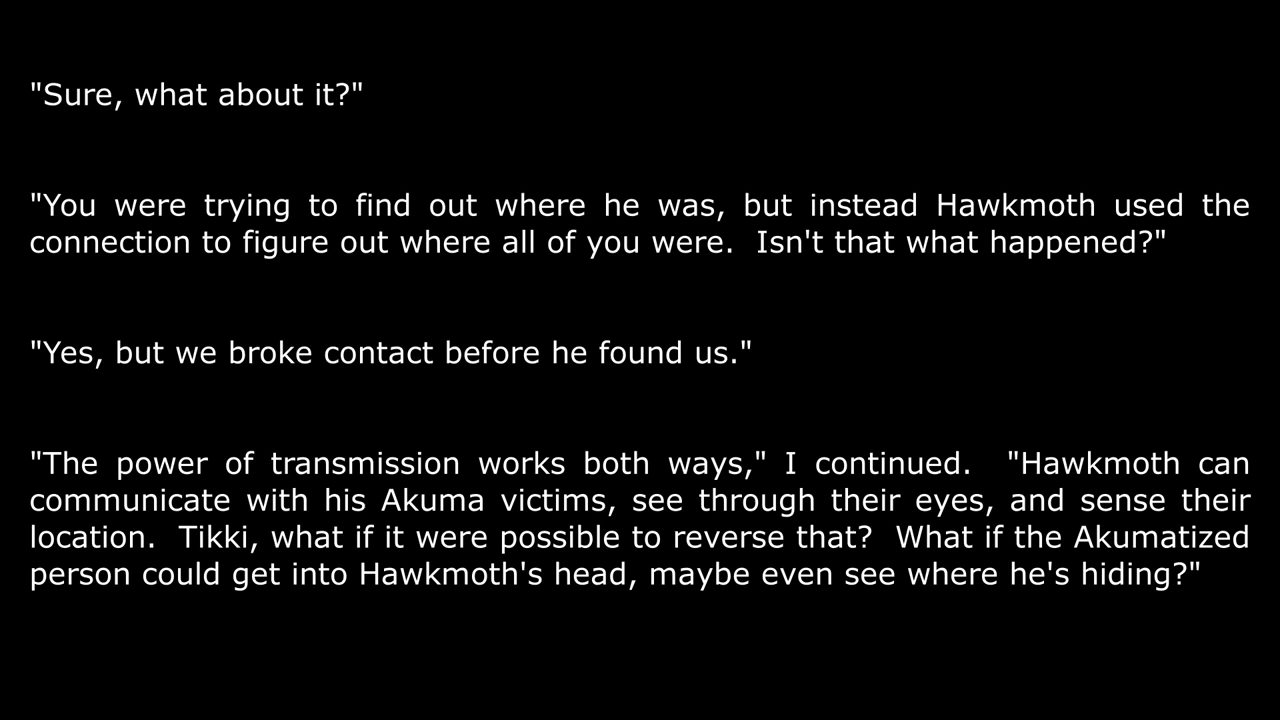 "Sure, what about it?"
"You were trying to find out where he was, but instead Hawkmoth used the
connection to figure out where all of you were.  Isn't that what happened?"
"Yes, but we broke contact before he found us."
"The power of transmission works both ways," I continued.  "Hawkmoth can
communicate with his Akuma victims, see through their eyes, and sense their
location.  Tikki, what if it were possible to reverse that?  What if the Akumatized
person could get into Hawkmoth's head, maybe even see where he's hiding?"